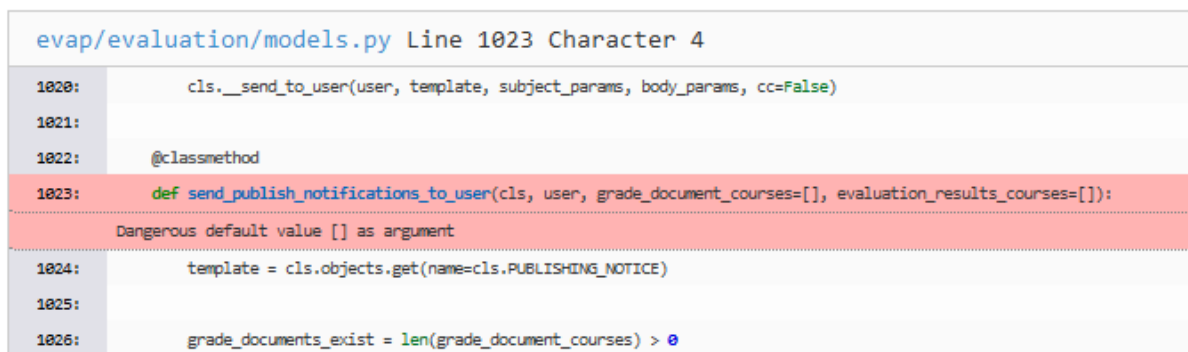 evap/evaluation/models.py Line 1023 Character 4
1020: cls.__send_to_user(user, template, subject_params, body_params, cc=False)
1021:
1022: @classmethod
1023: def send_publish_notifications_to_user(cls, user, grade_document_courses=[], evaluation_results_courses=[]):
Dangerous default value [] as argument
1024: template = cls.objects.get(name=cls.PUBLISHING_NOTICE)
1025:
1026: grade_documents_exist = len(grade_document_courses) > 0